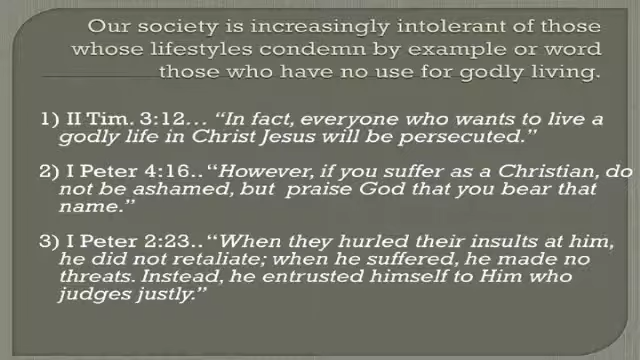 Our society is increasingly intolerant of those
whose lifestyles condemn by example or word
those who have no use for godly living.
1) II Tim. 3:12… “In fact, everyone who wants to live a
godly life in Christ Jesus will be persecuted.”
2) I Peter 4:16.. “However, if you suffer as a Christian, do
not be ashamed, but praise God that you bear that
name.”
3) I Peter 2:23.. “When they hurled their insults at him,
he did not retaliate; when he suffered, he made no
threats. Instead, he entrusted himself to Him who
judges justly.”